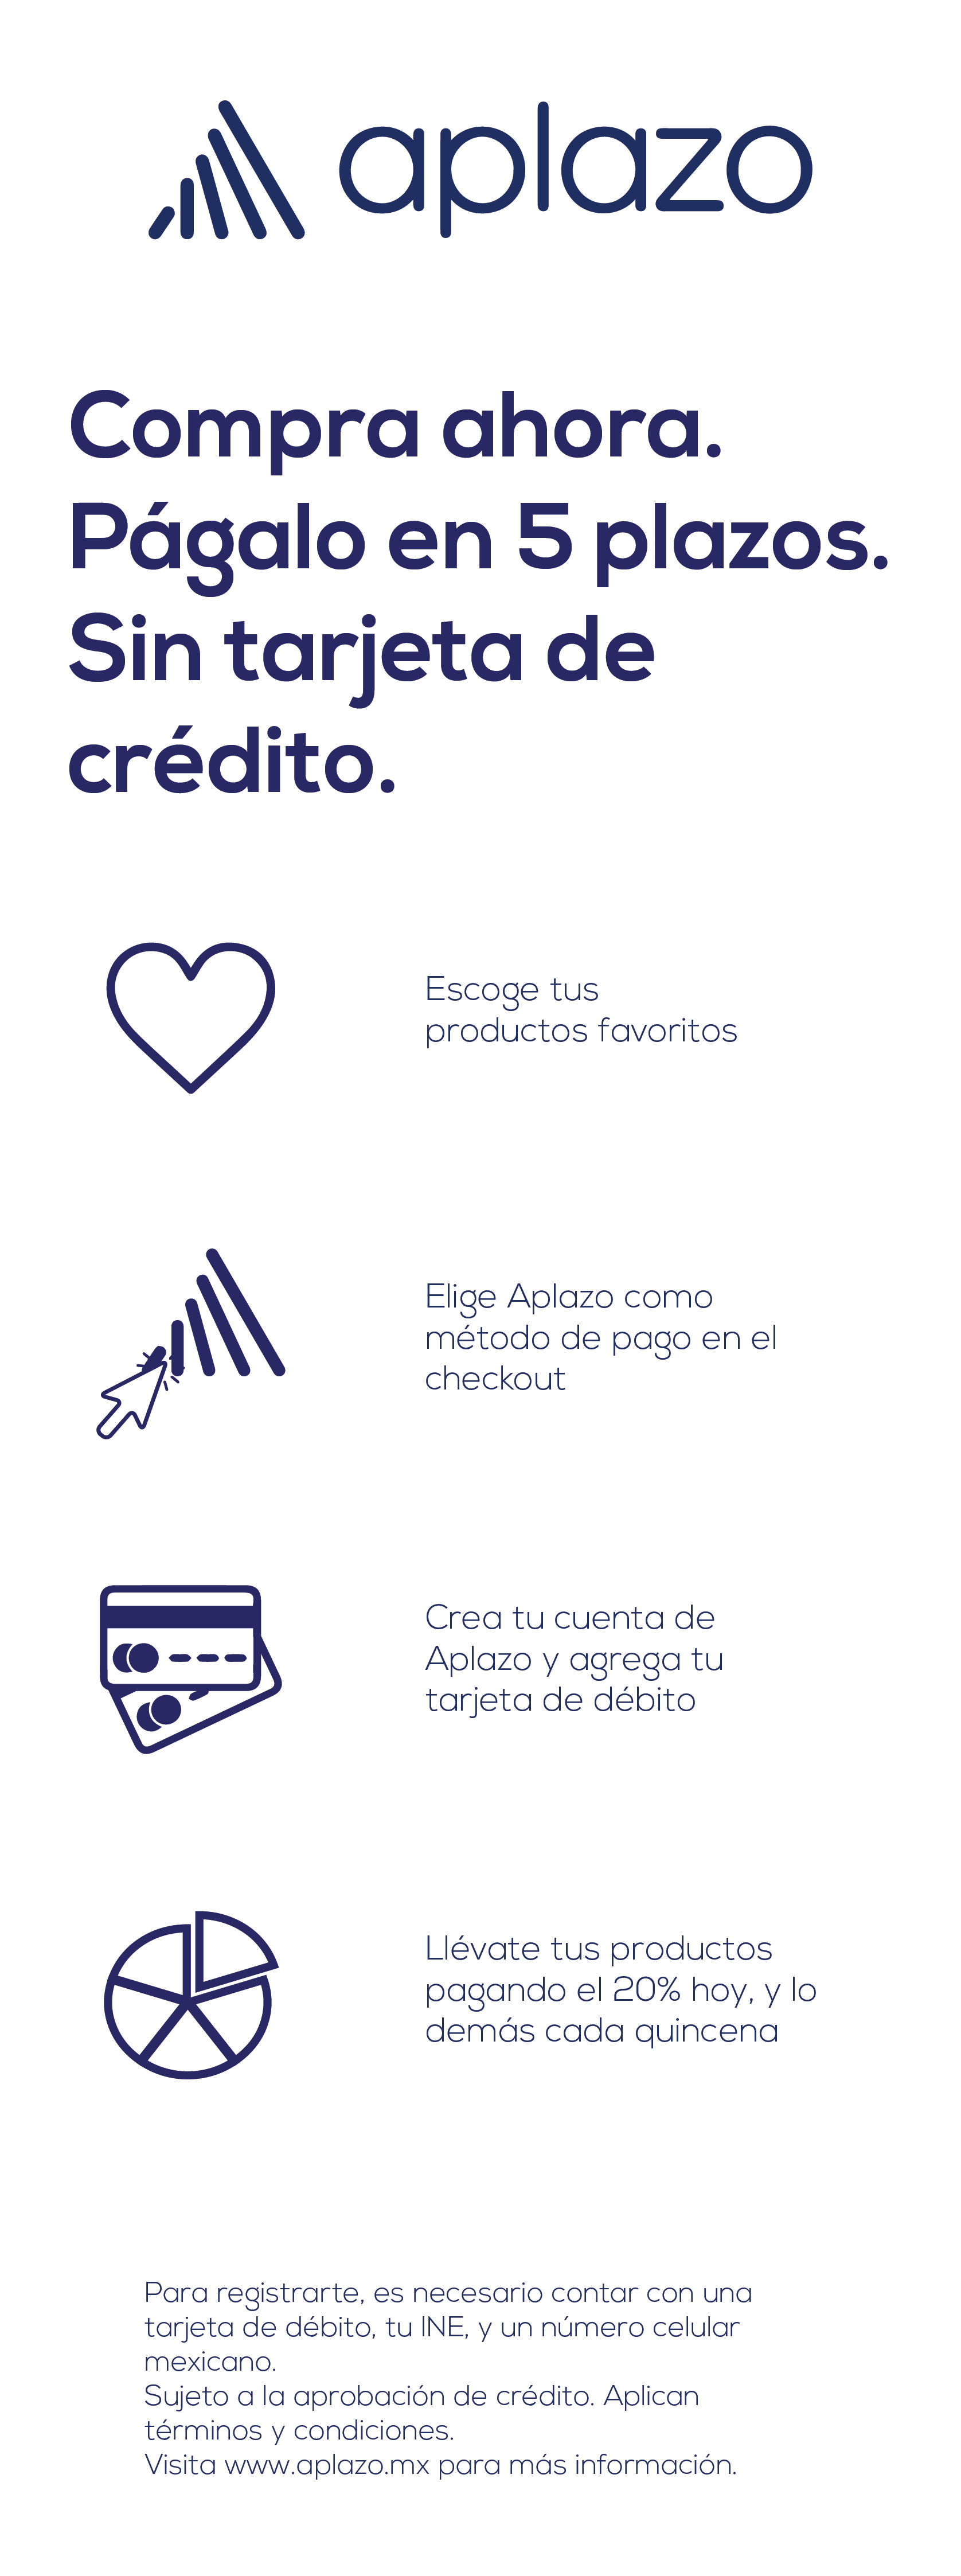 aplazo
Compra ahora.
Págalo en 5 plazos.
Sin tarjeta de
crédito.
Escoge tus
productos favoritos
Elige Aplazo como
método de pago en el
checkout
Crea tu cuenta de
Aplazo y agrega tu
tarjeta de débito
Llévate tus productos
pagando el 20% hoy, y lo
demás cada quincena
Para registrarte, es necesario contar con una
tarjeta de débito, tu INE, y un número celular
mexicano.
Sujeto a la aprobación de crédito. Aplican
términos y condiciones.
Visita www.aplazo.mx para más información.